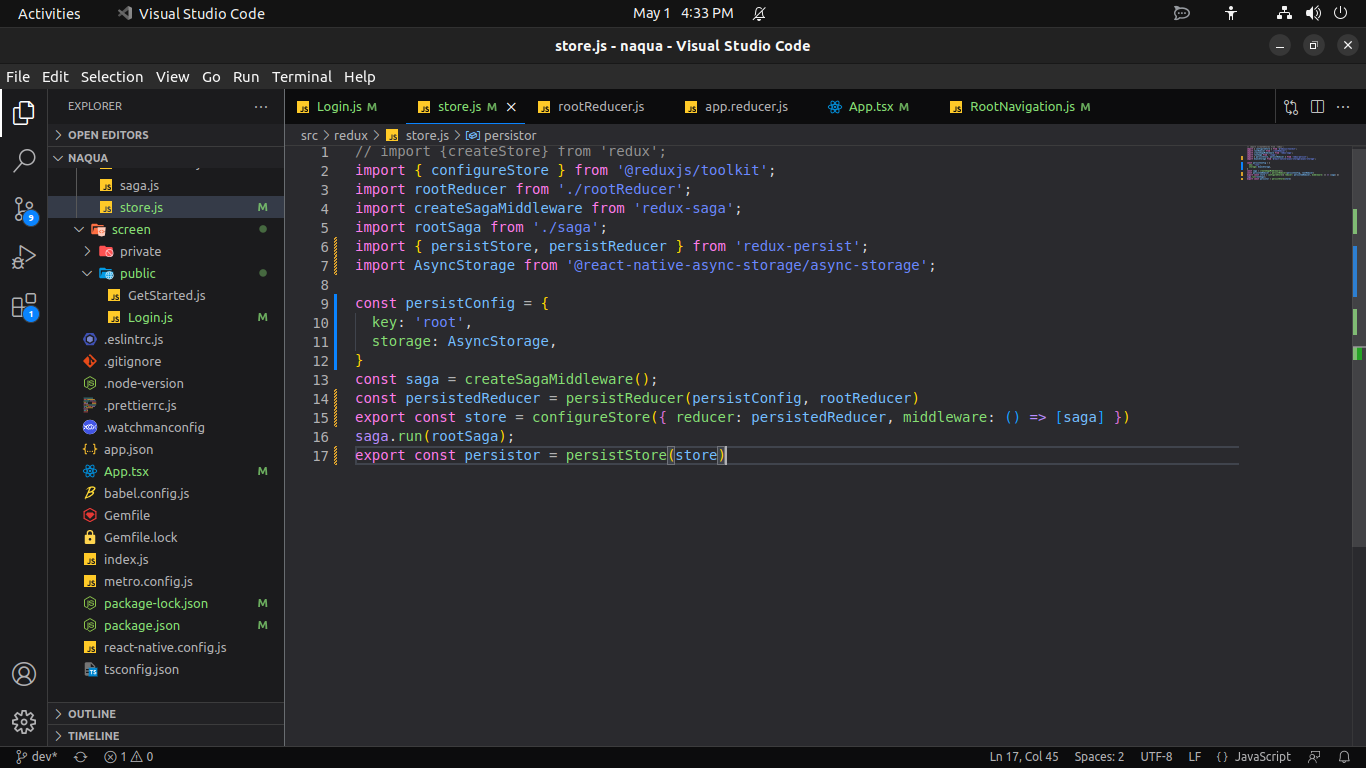 Activities Visual Studio Code May 1 4:33 PM
store.js - naqua - Visual Studio Code
File Edit Selection View Go Run Terminal Help
EXPLORER ···
OPEN EDITORS
NAQUA
saga.js
store.js M
screen
private
public
GetStarted.js
Login.js M
.eslintrc.js
.gitignore
.node-version
.prettierrc.js
.watchmanconfig
app.json
App.tsx M
babel.config.js
Gemfile
Gemfile.lock
index.js
metro.config.js
package-lock.json M
package.json M
react-native.config.js
tsconfig.json
OUTLINE
TIMELINE
9
1
Login.js M store.js M rootReducer.js app.reducer.js App.tsx M RootNavigation.js M
src > redux > store.js > persistor
1 // import {createStore} from 'redux';
2 import { configureStore } from '@reduxjs/toolkit';
3 import rootReducer from './rootReducer';
4 import createSagaMiddleware from 'redux-saga';
5 import rootSaga from './saga';
6 import { persistStore, persistReducer } from 'redux-persist';
7 import AsyncStorage from '@react-native-async-storage/async-storage';
8
9 const persistConfig = {
10 key: 'root',
11 storage: AsyncStorage,
12 }
13 const saga = createSagaMiddleware();
14 const persistedReducer = persistReducer(persistConfig, rootReducer)
15 export const store = configureStore({ reducer: persistedReducer, middleware: () => [saga] })
16 saga.run(rootSaga);
17 export const persistor = persistStore(store)
dev* 1 0 Ln 17, Col 45 Spaces: 2 UTF-8 LF {} JavaScript